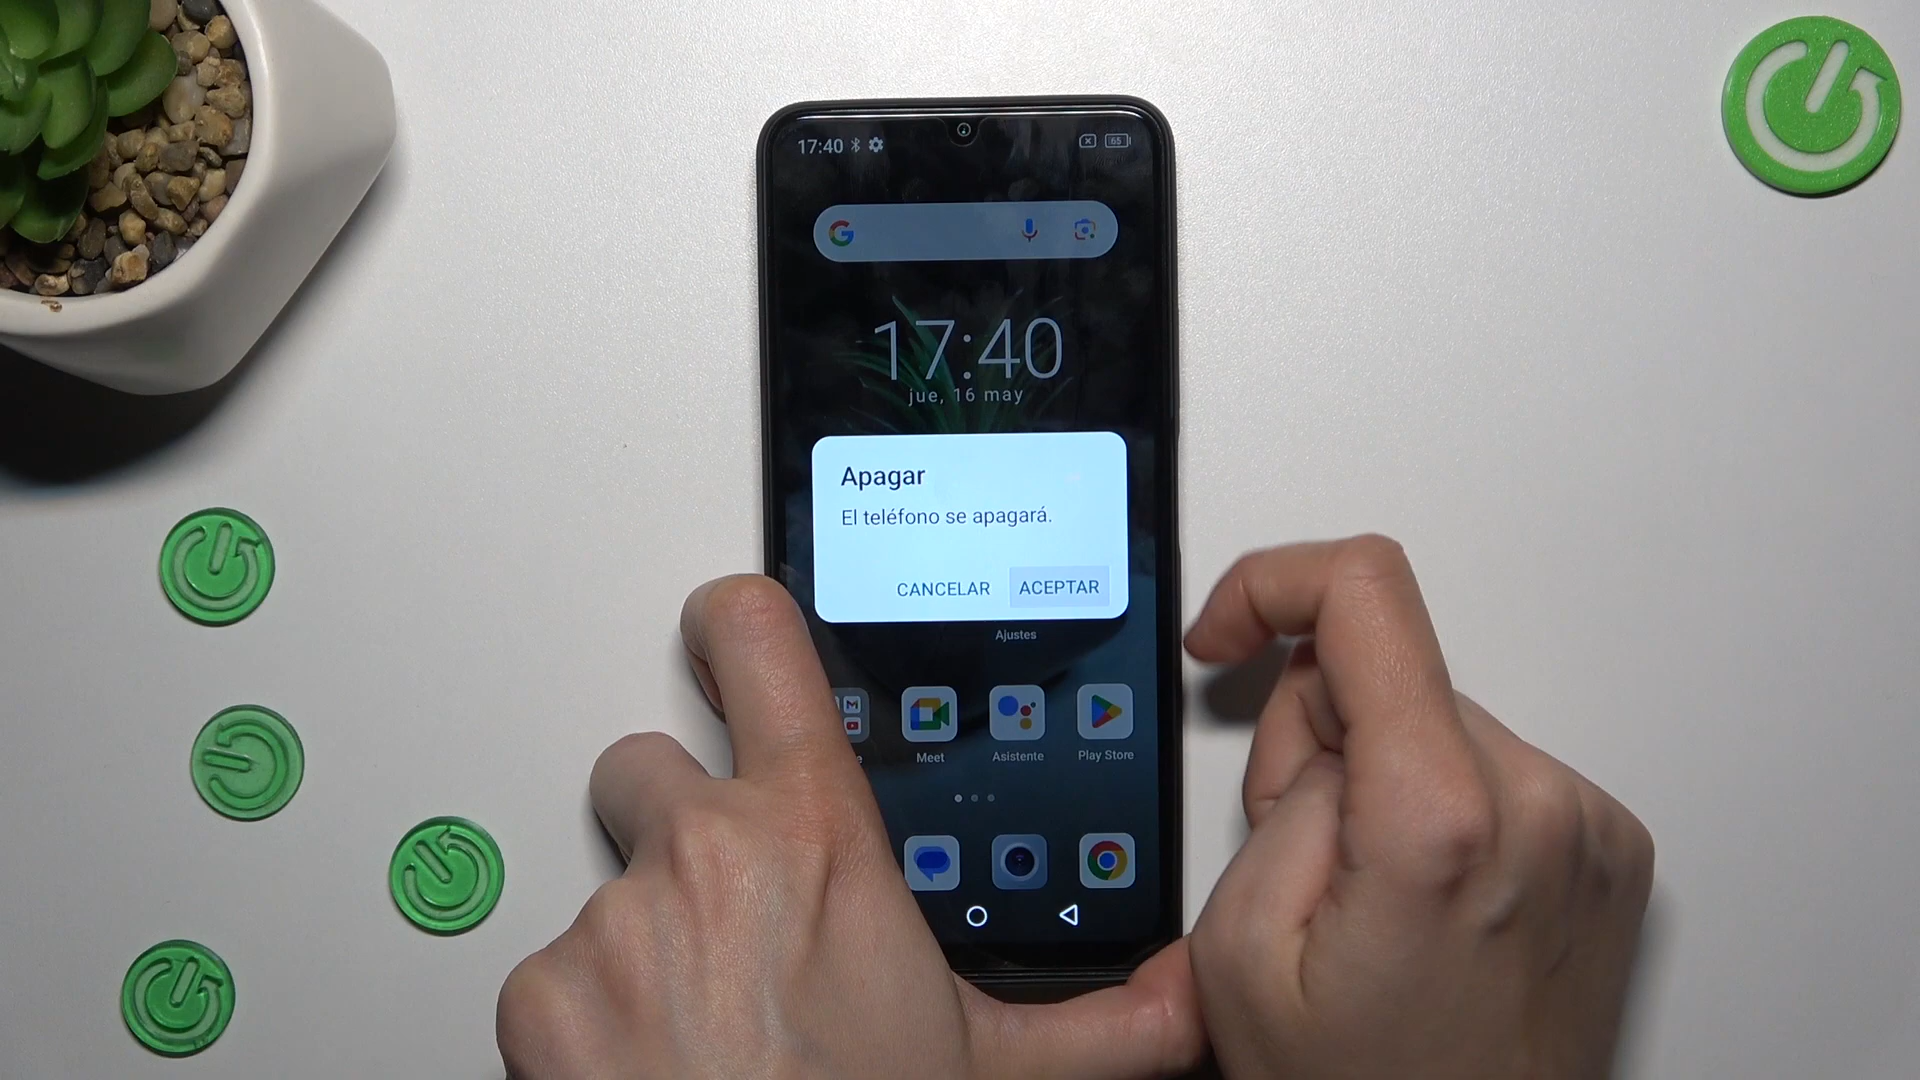 17:40
65
17:40
jue, 16 may
Apagar
El teléfono se apagará.
CANCELAR ACEPTAR
Ajustes
Meet Asistente Play Store